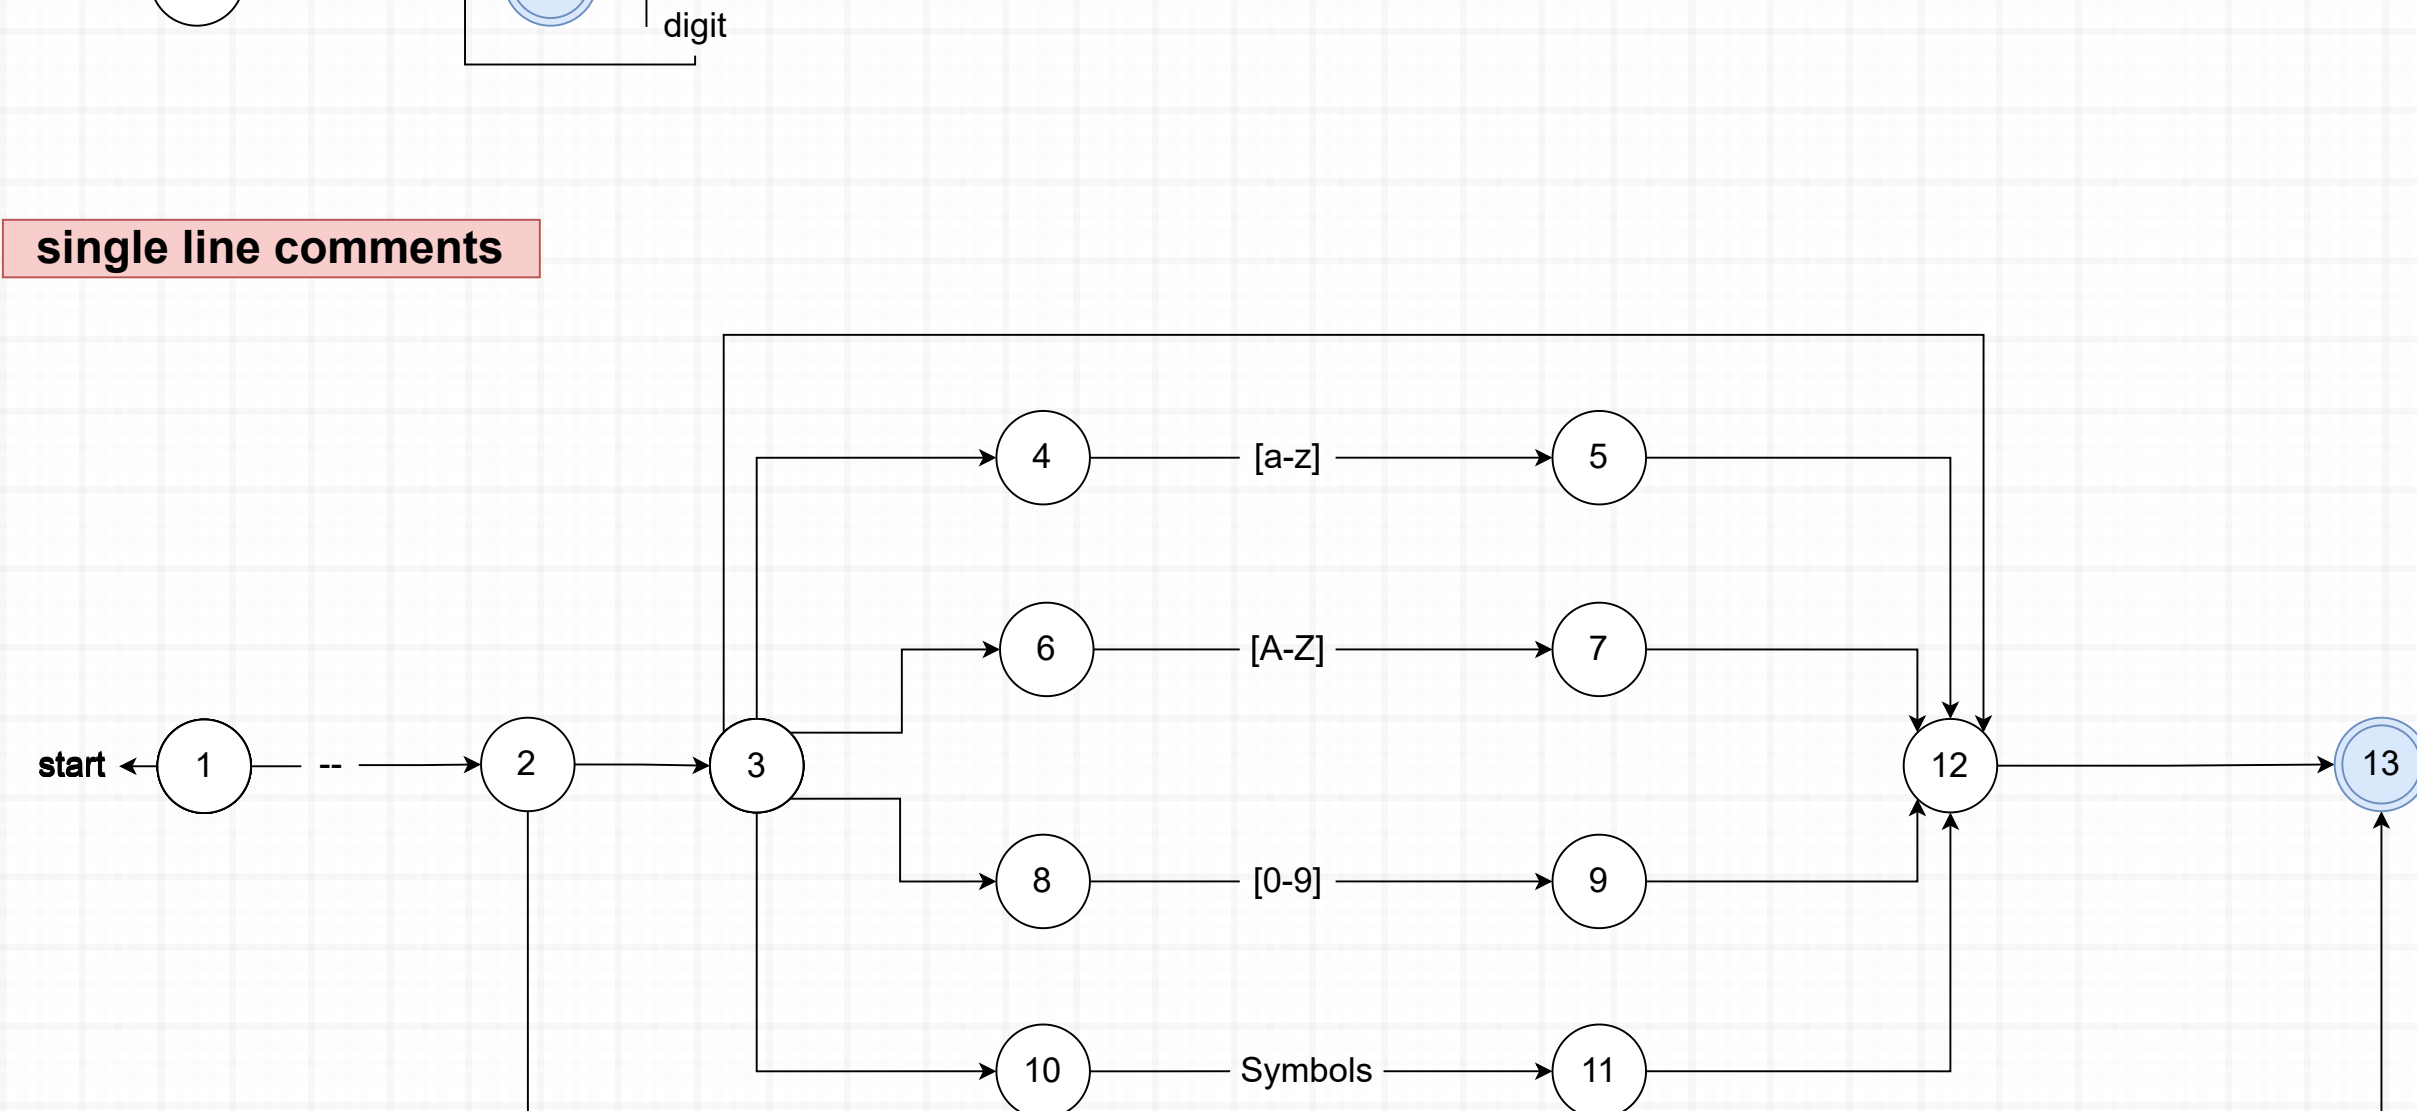 digit
single line comments
4 [a-z] 5
6 [A-Z] 7
start 1 -- 2 3 12 13
8 [0-9] 9
10 Symbols 11